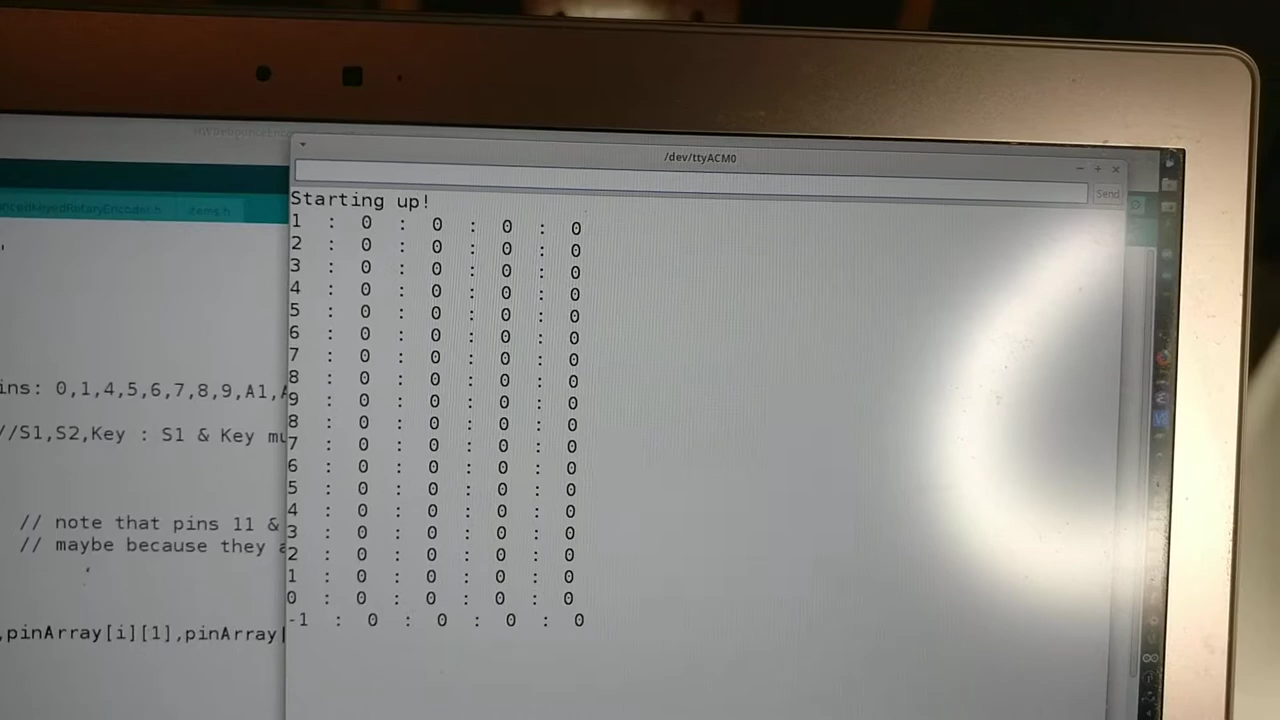 /dev/ttyACM0
Send
Starting up!
1 : 0 : 0 : 0 : 0
2 : 0 : 0 : 0 : 0
3 : 0 : 0 : 0 : 0
4 : 0 : 0 : 0 : 0
5 : 0 : 0 : 0 : 0
6 : 0 : 0 : 0 : 0
7 : 0 : 0 : 0 : 0
8 : 0 : 0 : 0 : 0
9 : 0 : 0 : 0 : 0
8 : 0 : 0 : 0 : 0
7 : 0 : 0 : 0 : 0
6 : 0 : 0 : 0 : 0
5 : 0 : 0 : 0 : 0
4 : 0 : 0 : 0 : 0
3 : 0 : 0 : 0 : 0
2 : 0 : 0 : 0 : 0
1 : 0 : 0 : 0 : 0
0 : 0 : 0 : 0 : 0
-1 : 0 : 0 : 0 : 0
ncedKeyedRotaryEncoder.h
ins: 0,1,4,5,6,7,8,9,A1,
//S1,S2,Key : S1 & Key mu
// note that pins 11 &
// maybe because they
,pinArray[i][1],pinArray[